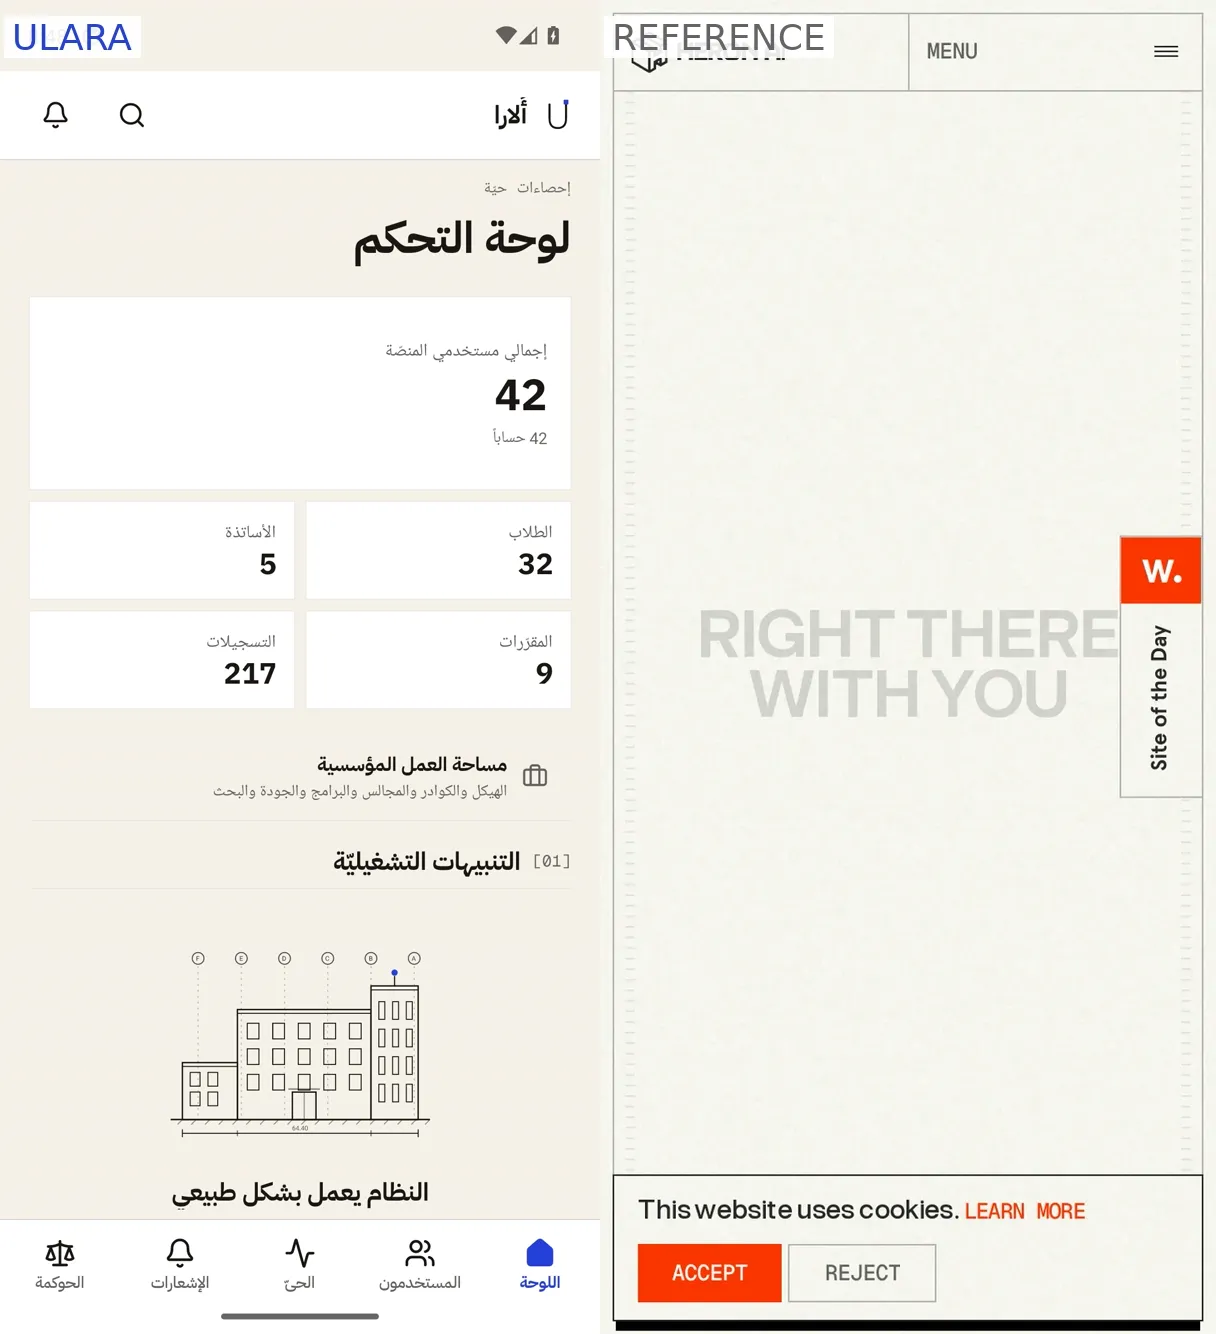 ULARA
ألارا
إحصاءات حيّة
لوحة التحكم
إجمالي مستخدمي المنصّة
42
42 حساباً
الطلاب
32
الأساتذة
5
المقرّرات
9
التسجيلات
217
مساحة العمل المؤسسية
الهيكل والكوادر والمجالس والبرامج والجودة والبحث
[01] التنبيهات التشغيليّة
F E D C B A
64.40
النظام يعمل بشكل طبيعي
اللوحة
المستخدمون
الحيّ
الإشعارات
الحوكمة
REFERENCE
MENU
RIGHT THERE
WITH YOU
W.
Site of the Day
This website uses cookies. LEARN MORE
ACCEPT
REJECT